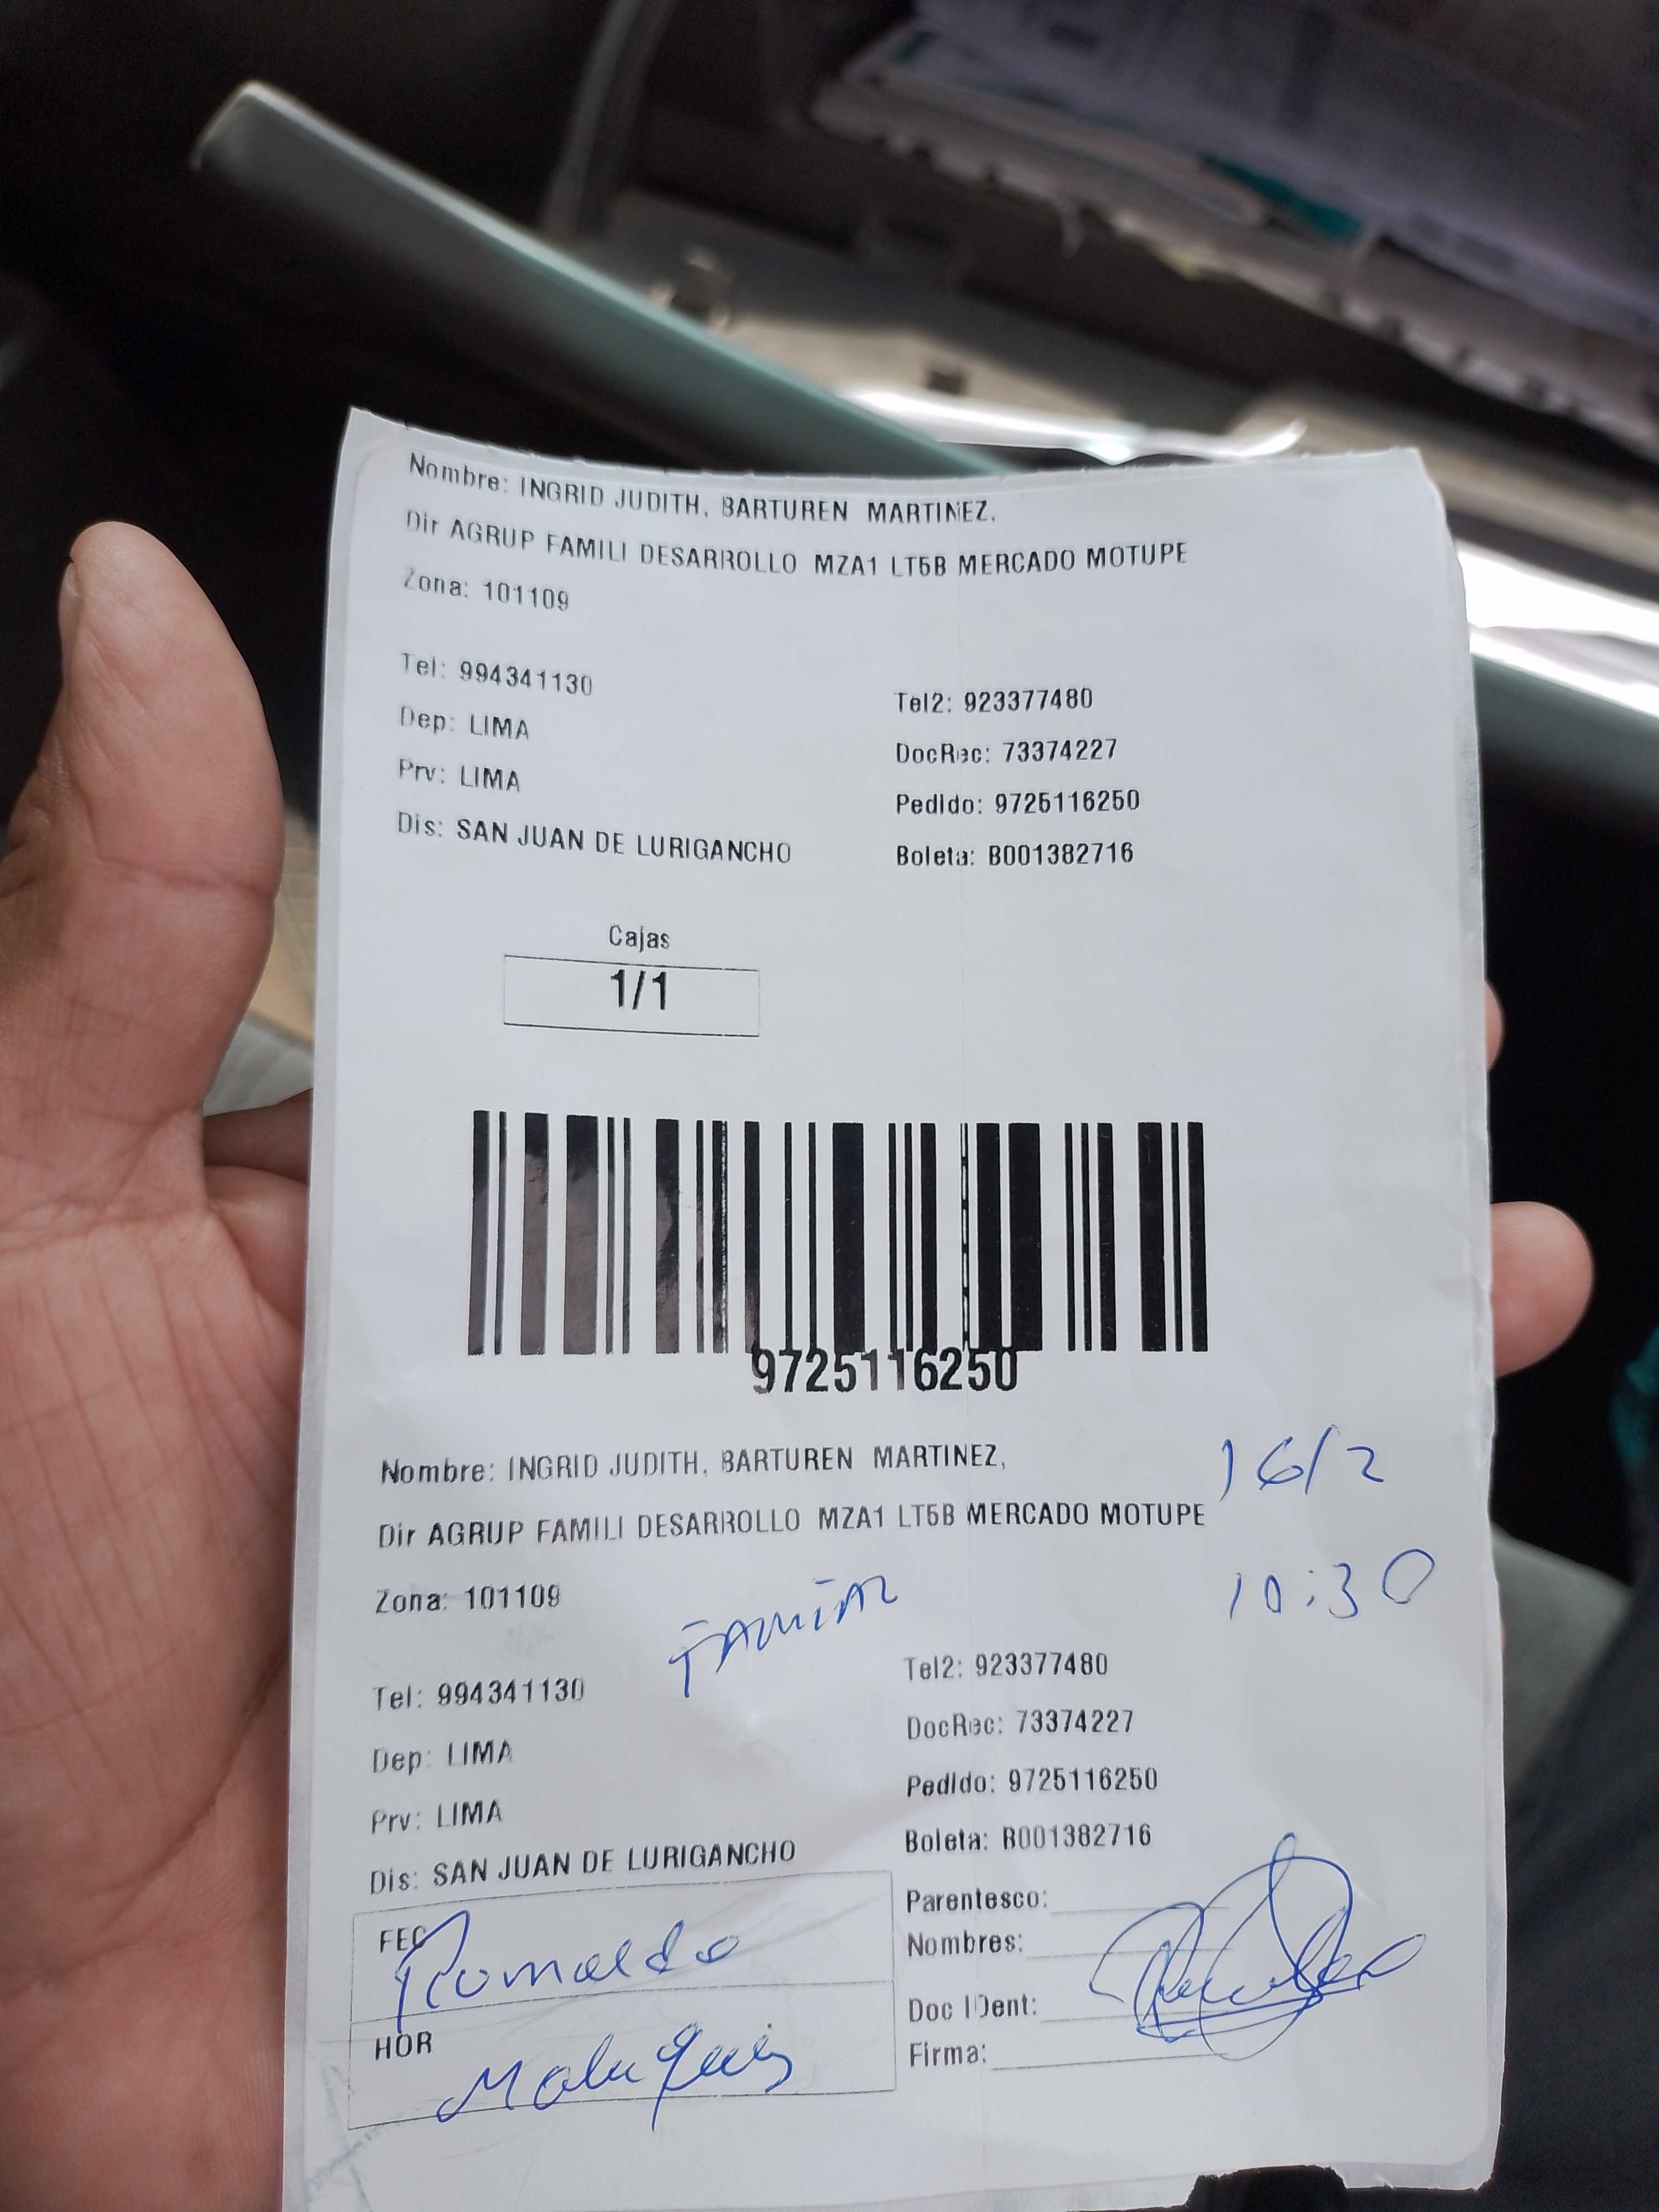 Nombre: INGRID JUDITH, BARTUREN MARTINEZ,
Dir AGRUP FAMILI DESARROLLO MZA1 LT5B MERCADO MOTUPE
Zona: 101109
Tel: 994341130
Tel2: 923377480
Dep: LIMA
DocRec: 73374227
Prv: LIMA
Pedido: 9725116250
Dis: SAN JUAN DE LURIGANCHO
Boleta: B001382716
Cajas
1/1
9725116250
Nombre: INGRID JUDITH, BARTUREN MARTINEZ,
16/2
Dir AGRUP FAMILI DESARROLLO MZA1 LT5B MERCADO MOTUPE
10:30
Zona: 101109
Tel: 994341130
Tel2: 923377480
Dep: LIMA
DocRec: 73374227
Prv: LIMA
Pedido: 9725116250
Dis: SAN JUAN DE LURIGANCHO
Boleta: B001382716
Parentesco:
FEC
Romaldo
Nombres:
Doc IDent:
HOR
Firma: